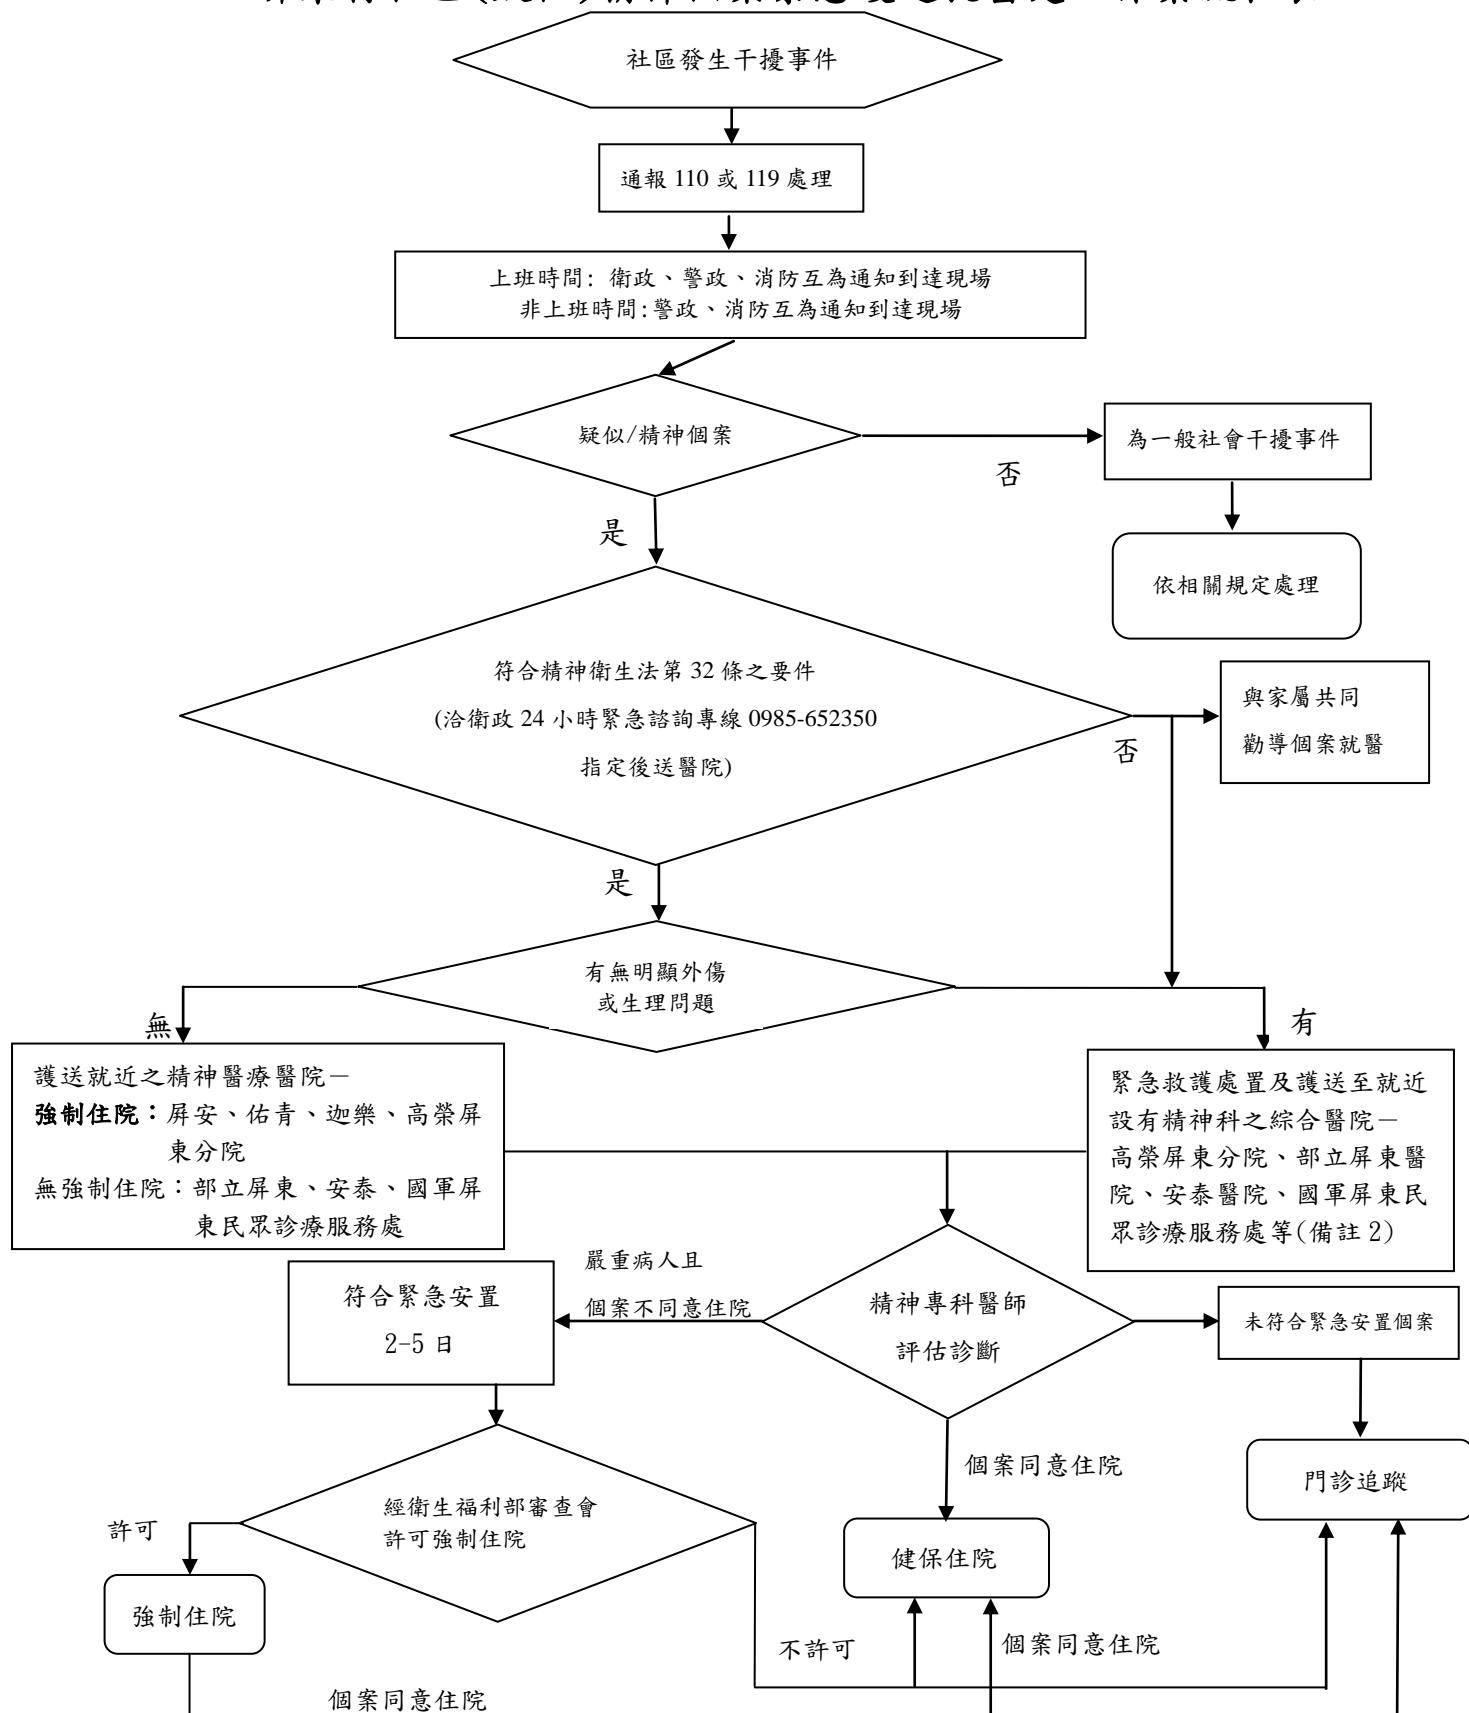 社區發生干擾事件
通報 110 或 119 處理
上班時間: 衛政、警政、消防互為通知到達現場
非上班時間:警政、消防互為通知到達現場
疑似/精神個案
否
為一般社會干擾事件
是
依相關規定處理
符合精神衛生法第 32 條之要件
(洽衛政 24 小時緊急諮詢專線 0985-652350
指定後送醫院)
否
與家屬共同
勸導個案就醫
是
有無明顯外傷
或生理問題
無
有
護送就近之精神醫療醫院－
強制住院：屏安、佑青、迦樂、高榮屏
東分院
無強制住院：部立屏東、安泰、國軍屏
東民眾診療服務處
緊急救護處置及護送至就近
設有精神科之綜合醫院－
高榮屏東分院、部立屏東醫
院、安泰醫院、國軍屏東民
眾診療服務處等(備註 2)
嚴重病人且
個案不同意住院
符合緊急安置
2-5 日
精神專科醫師
評估診斷
未符合緊急安置個案
個案同意住院
門診追蹤
經衛生福利部審查會
許可強制住院
許可
健保住院
強制住院
不許可
個案同意住院
個案同意住院